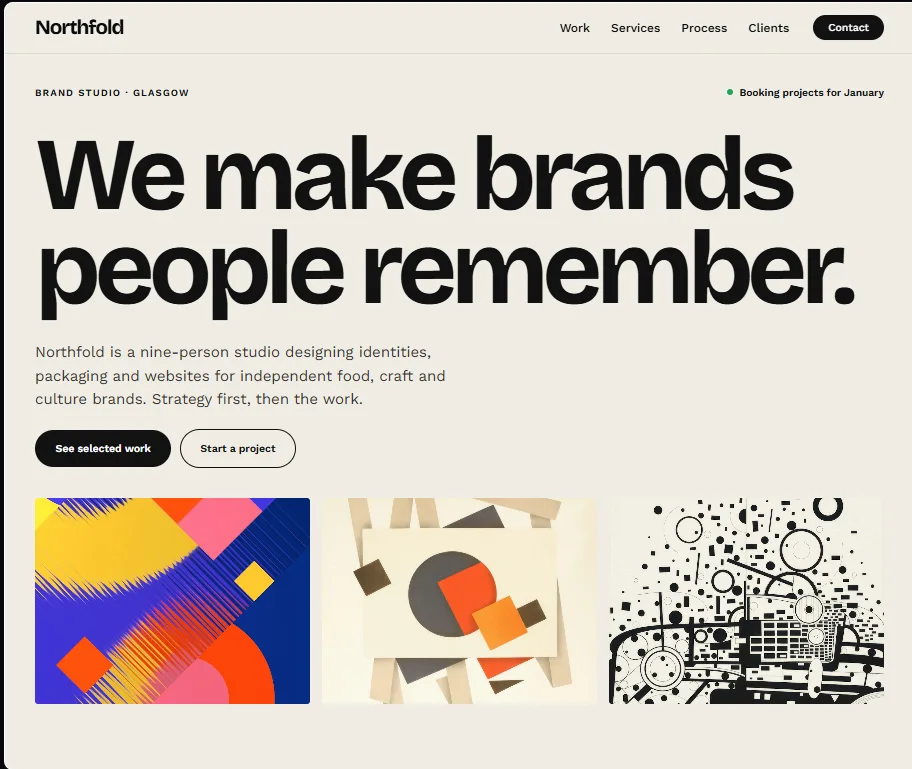 Northfold
Work Services Process Clients Contact
BRAND STUDIO · GLASGOW
Booking projects for January
We make brands
people remember.
Northfold is a nine-person studio designing identities,
packaging and websites for independent food, craft and
culture brands. Strategy first, then the work.
See selected work
Start a project